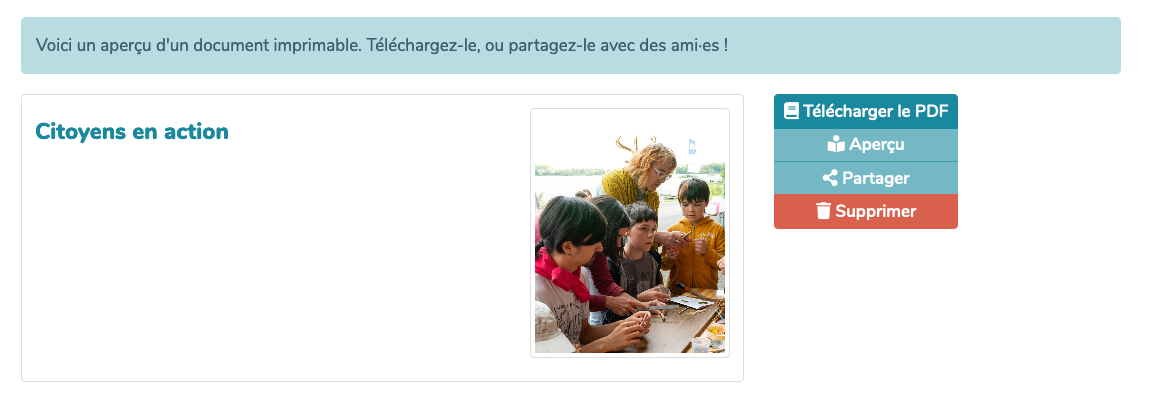 Voici un aperçu d'un document imprimable. Téléchargez-le, ou partagez-le avec des ami·es !
Citoyens en action
Télécharger le PDF
Aperçu
Partager
Supprimer